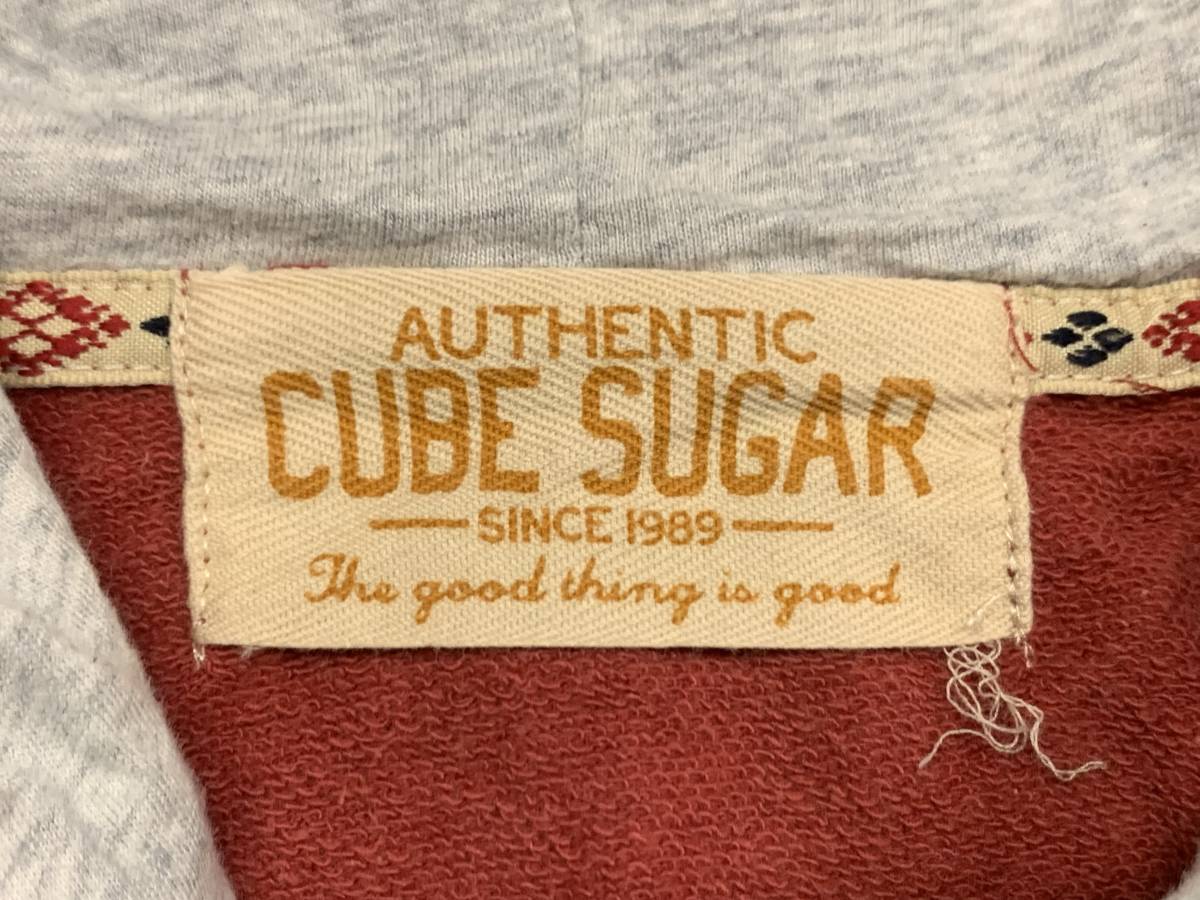 AUTHENTIC
CUBE SUGAR
SINCE 1989
The good thing is good